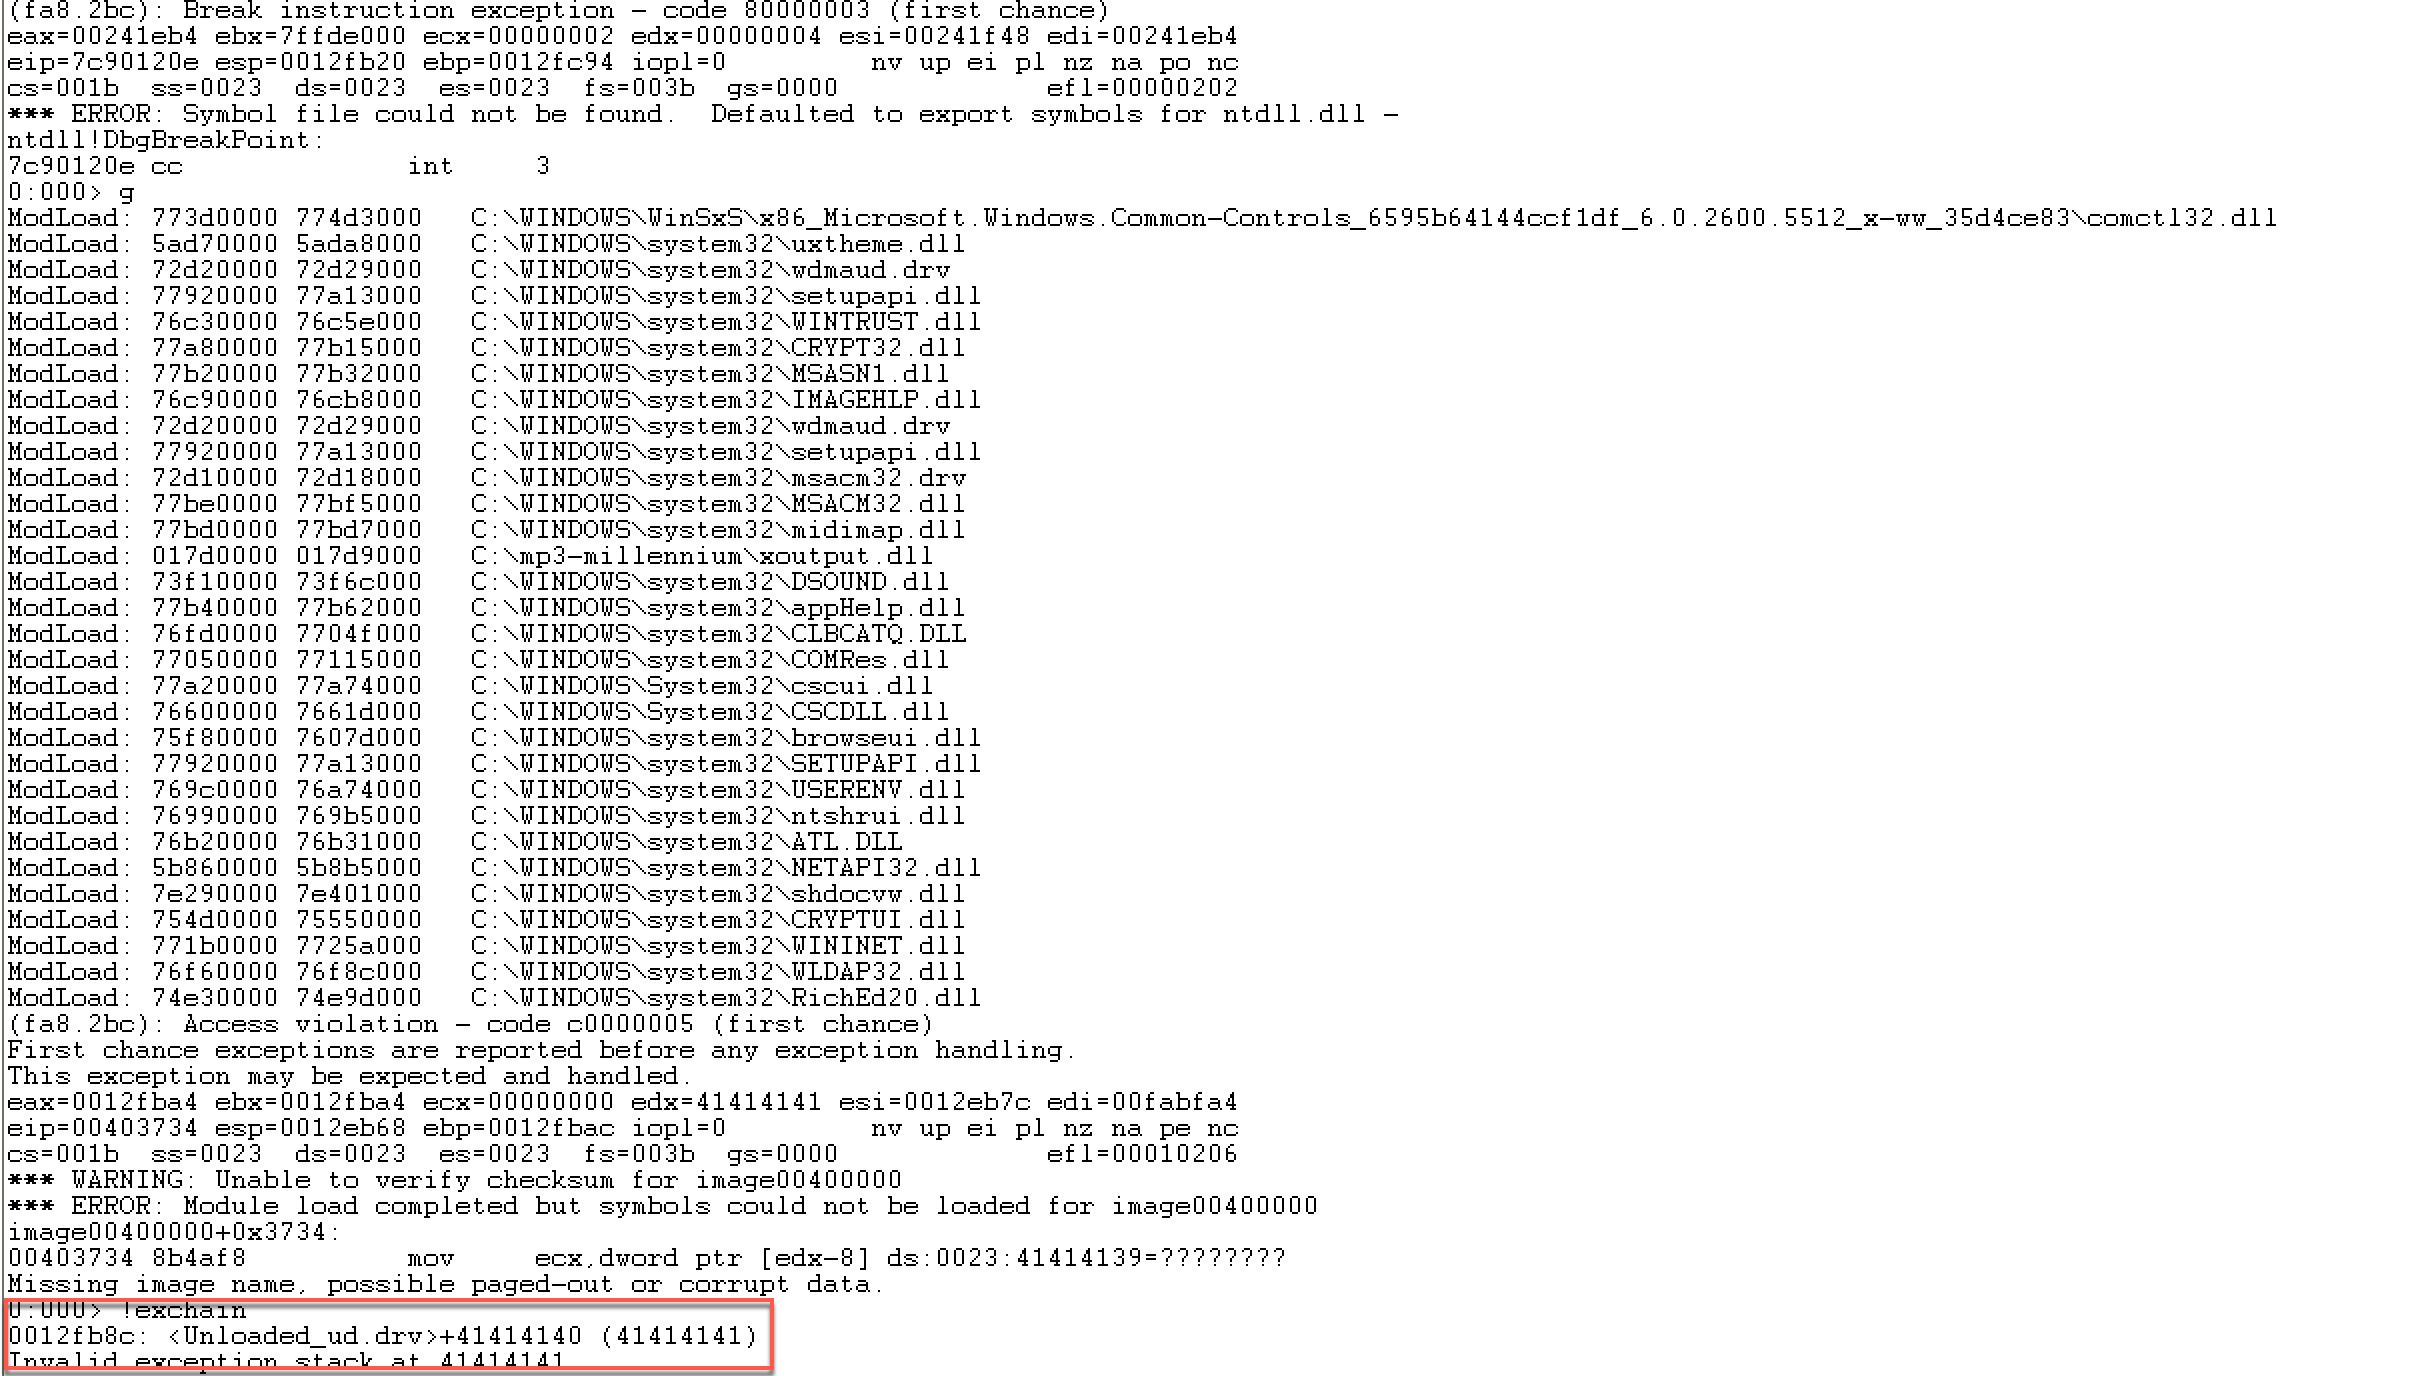 (fa8.2bc): Break instruction exception - code 80000003 (first chance)
eax=00241eb4 ebx=7ffde000 ecx=00000002 edx=00000004 esi=00241f48 edi=00241eb4
eip=7c90120e esp=0012fb20 ebp=0012fc94 iopl=0         nv up ei pl nz na po nc
cs=001b  ss=0023  ds=0023  es=0023  fs=003b  gs=0000             efl=00000202
*** ERROR: Symbol file could not be found.  Defaulted to export symbols for ntdll.dll -
ntdll!DbgBreakPoint:
7c90120e cc              int     3
0:000> g
ModLoad: 773d0000 774d3000   C:\WINDOWS\WinSxS\x86_Microsoft.Windows.Common-Controls_6595b64144ccf1df_6.0.2600.5512_x-ww_35d4ce83\comctl32.dll
ModLoad: 5ad70000 5ada8000   C:\WINDOWS\system32\uxtheme.dll
ModLoad: 72d20000 72d29000   C:\WINDOWS\system32\wdmaud.drv
ModLoad: 77920000 77a13000   C:\WINDOWS\system32\setupapi.dll
ModLoad: 76c30000 76c5e000   C:\WINDOWS\system32\WINTRUST.dll
ModLoad: 77a80000 77b15000   C:\WINDOWS\system32\CRYPT32.dll
ModLoad: 77b20000 77b32000   C:\WINDOWS\system32\MSASN1.dll
ModLoad: 76c90000 76cb8000   C:\WINDOWS\system32\IMAGEHLP.dll
ModLoad: 72d20000 72d29000   C:\WINDOWS\system32\wdmaud.drv
ModLoad: 77920000 77a13000   C:\WINDOWS\system32\setupapi.dll
ModLoad: 72d10000 72d18000   C:\WINDOWS\system32\msacm32.drv
ModLoad: 77be0000 77bf5000   C:\WINDOWS\system32\MSACM32.dll
ModLoad: 77bd0000 77bd7000   C:\WINDOWS\system32\midimap.dll
ModLoad: 017d0000 017d9000   C:\mp3-millennium\xoutput.dll
ModLoad: 73f10000 73f6c000   C:\WINDOWS\system32\DSOUND.dll
ModLoad: 77b40000 77b62000   C:\WINDOWS\system32\appHelp.dll
ModLoad: 76fd0000 7704f000   C:\WINDOWS\system32\CLBCATQ.DLL
ModLoad: 77050000 77115000   C:\WINDOWS\system32\COMRes.dll
ModLoad: 77a20000 77a74000   C:\WINDOWS\System32\cscui.dll
ModLoad: 76600000 7661d000   C:\WINDOWS\System32\CSCDLL.dll
ModLoad: 75f80000 7607d000   C:\WINDOWS\system32\browseui.dll
ModLoad: 77920000 77a13000   C:\WINDOWS\system32\SETUPAPI.dll
ModLoad: 769c0000 76a74000   C:\WINDOWS\system32\USERENV.dll
ModLoad: 76990000 769b5000   C:\WINDOWS\system32\ntshrui.dll
ModLoad: 76b20000 76b31000   C:\WINDOWS\system32\ATL.DLL
ModLoad: 5b860000 5b8b5000   C:\WINDOWS\system32\NETAPI32.dll
ModLoad: 7e290000 7e401000   C:\WINDOWS\system32\shdocvw.dll
ModLoad: 754d0000 75550000   C:\WINDOWS\system32\CRYPTUI.dll
ModLoad: 771b0000 7725a000   C:\WINDOWS\system32\WININET.dll
ModLoad: 76f60000 76f8c000   C:\WINDOWS\system32\WLDAP32.dll
ModLoad: 74e30000 74e9d000   C:\WINDOWS\system32\RichEd20.dll
(fa8.2bc): Access violation - code c0000005 (first chance)
First chance exceptions are reported before any exception handling.
This exception may be expected and handled.
eax=0012fba4 ebx=0012fba4 ecx=00000000 edx=41414141 esi=0012eb7c edi=00fabfa4
eip=00403734 esp=0012eb68 ebp=0012fbac iopl=0         nv up ei pl nz na pe nc
cs=001b  ss=0023  ds=0023  es=0023  fs=003b  gs=0000             efl=00010206
*** WARNING: Unable to verify checksum for image00400000
*** ERROR: Module load completed but symbols could not be loaded for image00400000
image00400000+0x3734:
00403734 8b4af8          mov     ecx,dword ptr [edx-8] ds:0023:41414139=????????
Missing image name, possible paged-out or corrupt data.
0:000> !exchain
0012fb8c: <Unloaded_ud.drv>+41414140 (41414141)
Invalid exception stack at 41414141